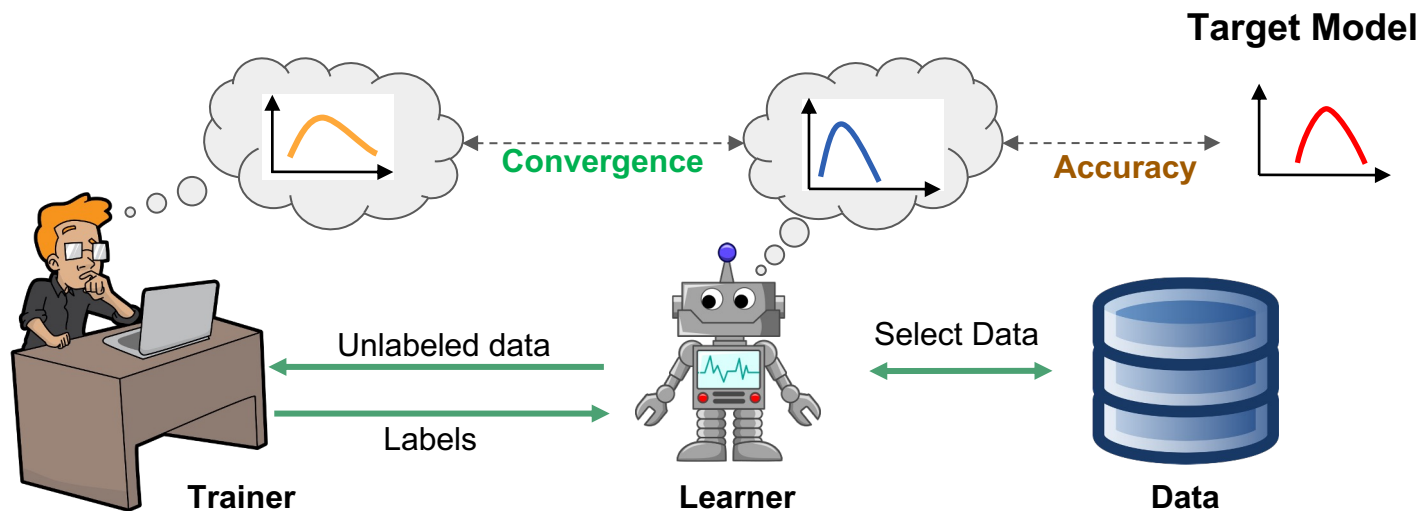 Target Model
Convergence
Accuracy
Unlabeled data
Select Data
Labels
Trainer
Learner
Data